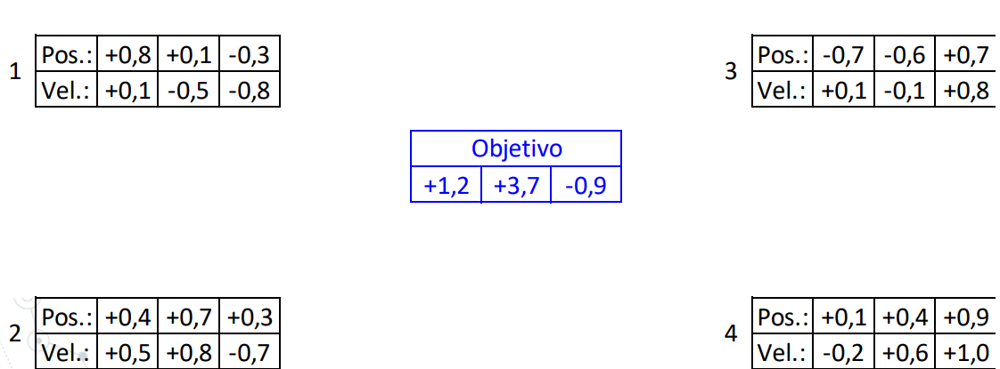 1
Pos.: +0,8 +0,1 -0,3
Vel.: +0,1 -0,5 -0,8
3
Pos.: -0,7 -0,6 +0,7
Vel.: +0,1 -0,1 +0,8
Objetivo
+1,2 +3,7 -0,9
2
Pos.: +0,4 +0,7 +0,3
Vel.: +0,5 +0,8 -0,7
4
Pos.: +0,1 +0,4 +0,9
Vel.: -0,2 +0,6 +1,0